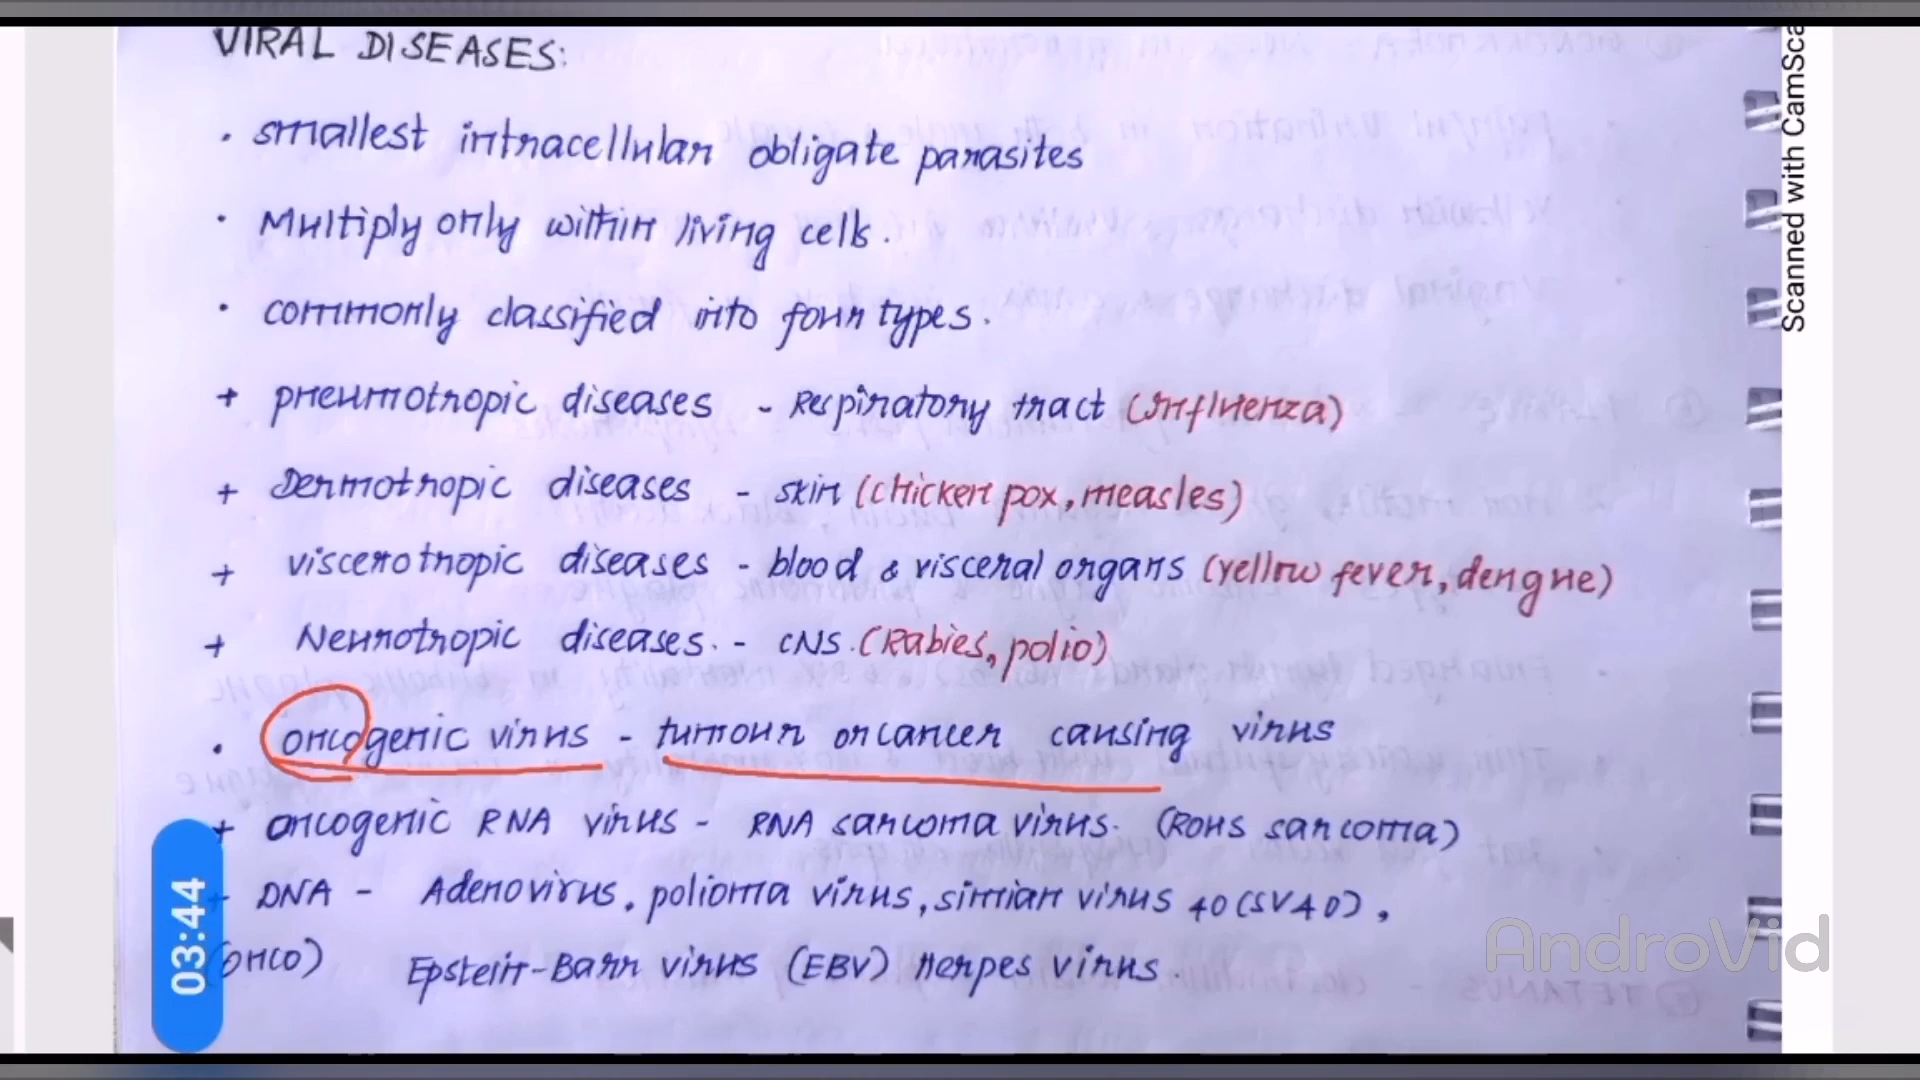 VIRAL DISEASES:
. smallest intracellular obligate parasites
. Multiply only within living cells.
. commonly classified into four types.
+ pneumotropic diseases - Respiratory tract (Influenza)
+ Dermotropic diseases - skin (chicken pox, measles)
+ viscerotropic diseases - blood & visceral organs (yellow fever, dengue)
+ Neurotropic diseases. - CNS. (Rabies, polio)
. oncogenic virus - tumour or cancer causing virus
+ oncogenic RNA virus - RNA sarcoma virus. (Rous sarcoma)
+ DNA - Adenovirus, polioma virus, simian virus 40 (SV40),
(onco) Epstein-Barr virus (EBV) Herpes virus.
Scanned with CamSca
03:44
AndroVid